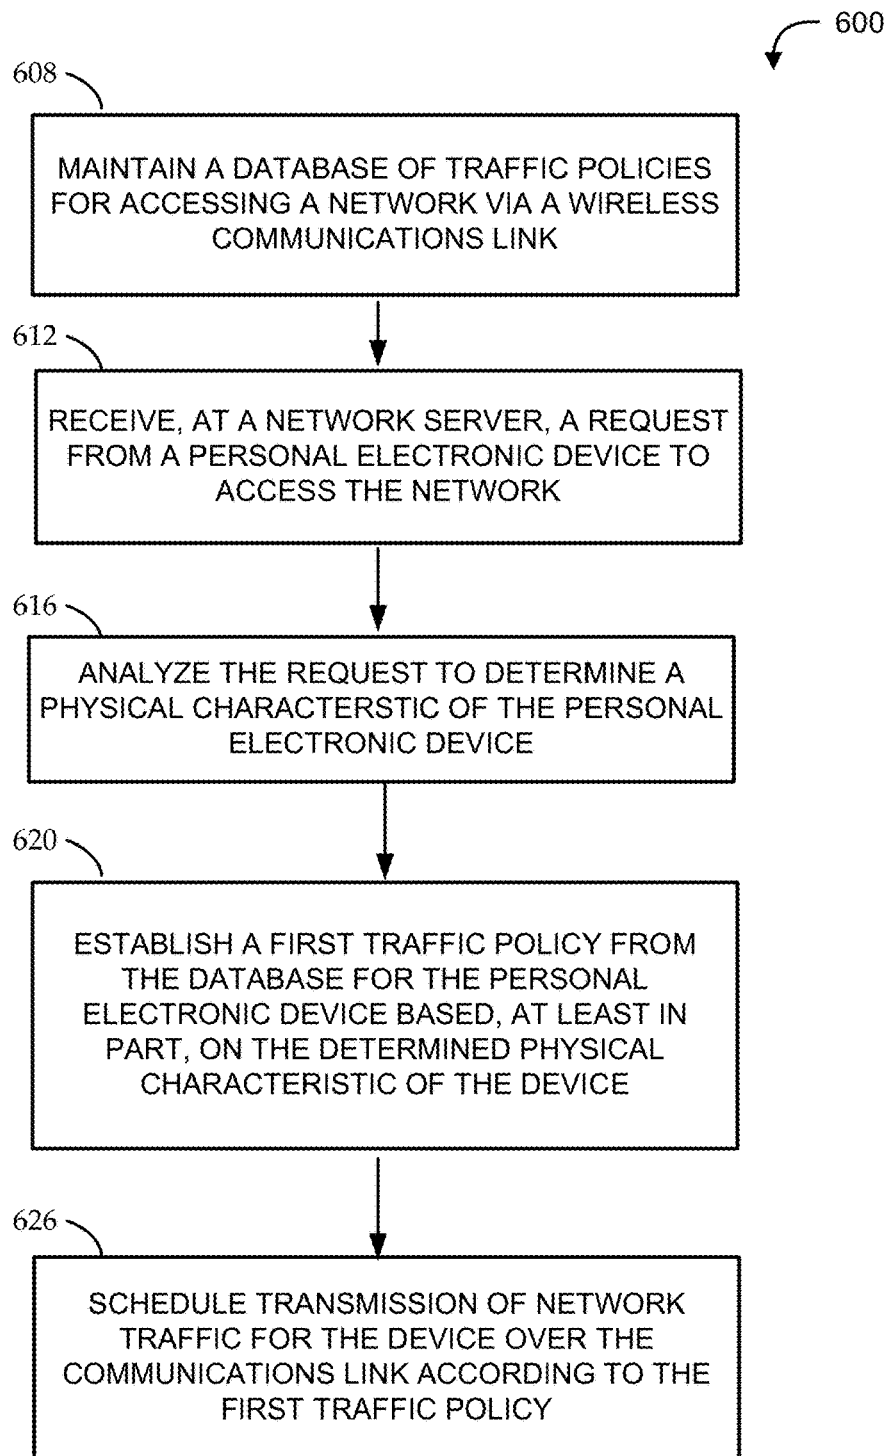 600
608
MAINTAIN A DATABASE OF TRAFFIC POLICIES
FOR ACCESSING A NETWORK VIA A WIRELESS
COMMUNICATIONS LINK
612
RECEIVE, AT A NETWORK SERVER, A REQUEST
FROM A PERSONAL ELECTRONIC DEVICE TO
ACCESS THE NETWORK
616
ANALYZE THE REQUEST TO DETERMINE A
PHYSICAL CHARACTERSTIC OF THE PERSONAL
ELECTRONIC DEVICE
620
ESTABLISH A FIRST TRAFFIC POLICY FROM
THE DATABASE FOR THE PERSONAL
ELECTRONIC DEVICE BASED, AT LEAST IN
PART, ON THE DETERMINED PHYSICAL
CHARACTERISTIC OF THE DEVICE
626
SCHEDULE TRANSMISSION OF NETWORK
TRAFFIC FOR THE DEVICE OVER THE
COMMUNICATIONS LINK ACCORDING TO THE
FIRST TRAFFIC POLICY